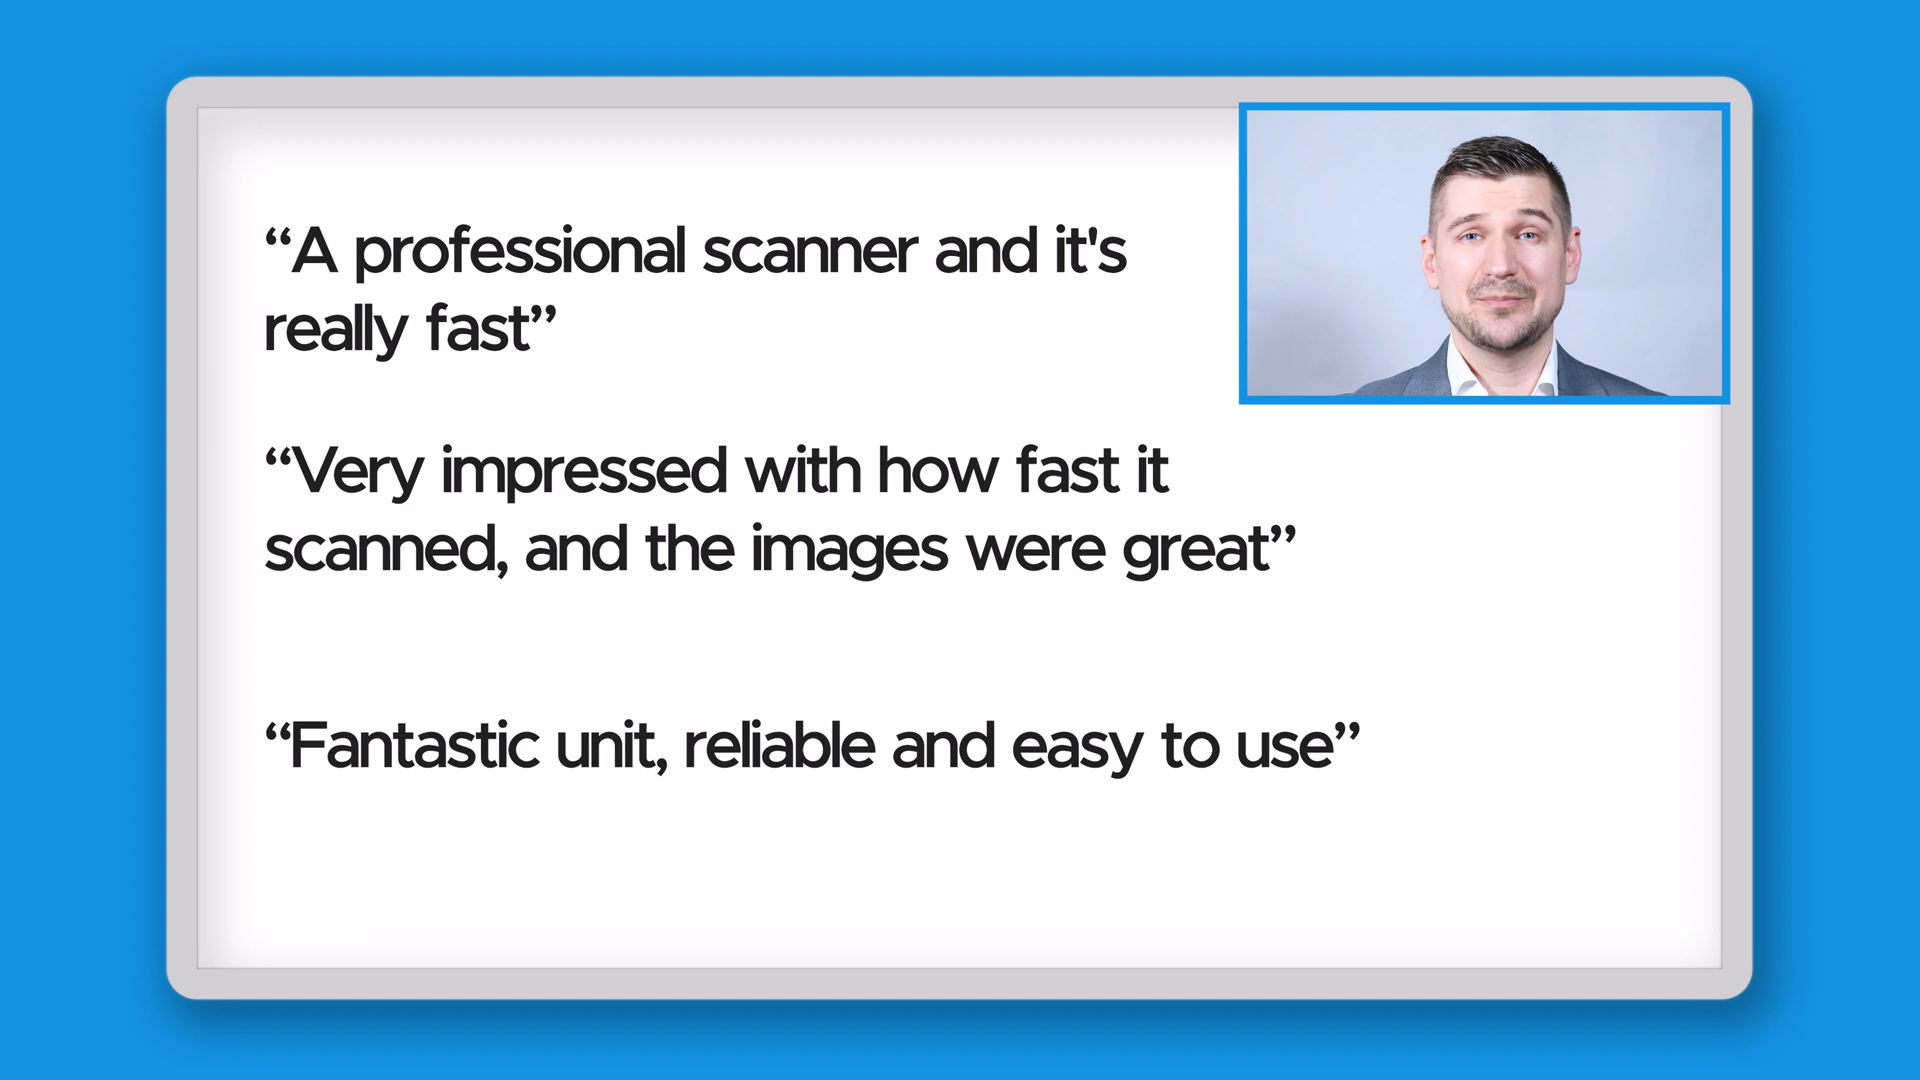 “A professional scanner and it's
really fast”
“Very impressed with how fast it
scanned, and the images were great”
“Fantastic unit, reliable and easy to use”